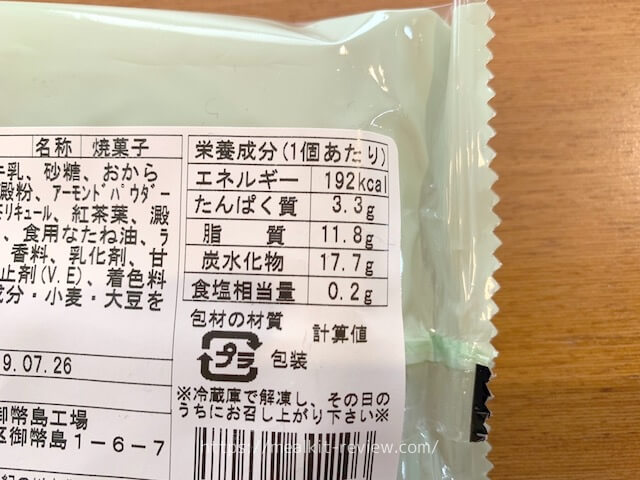 名称 焼菓子
牛乳、砂糖、おから
澱粉、アーモンドパウダー
リキュール、紅茶葉、澱
、食用なたね油、ラ
香料、乳化剤、甘
止剤(V.E)、着色料
成分・小麦・大豆を
9.07.26
御幣島工場
区御幣島1-6-7
栄養成分(1個あたり)
エネルギー 192kcal
たんぱく質 3.3g
脂質 11.8g
炭水化物 17.7g
食塩相当量 0.2g
包材の材質 計算値
プラ 包装
※冷蔵庫で解凍し、その日の
うちにお召し上がり下さい※
https://mealkit-review.com/